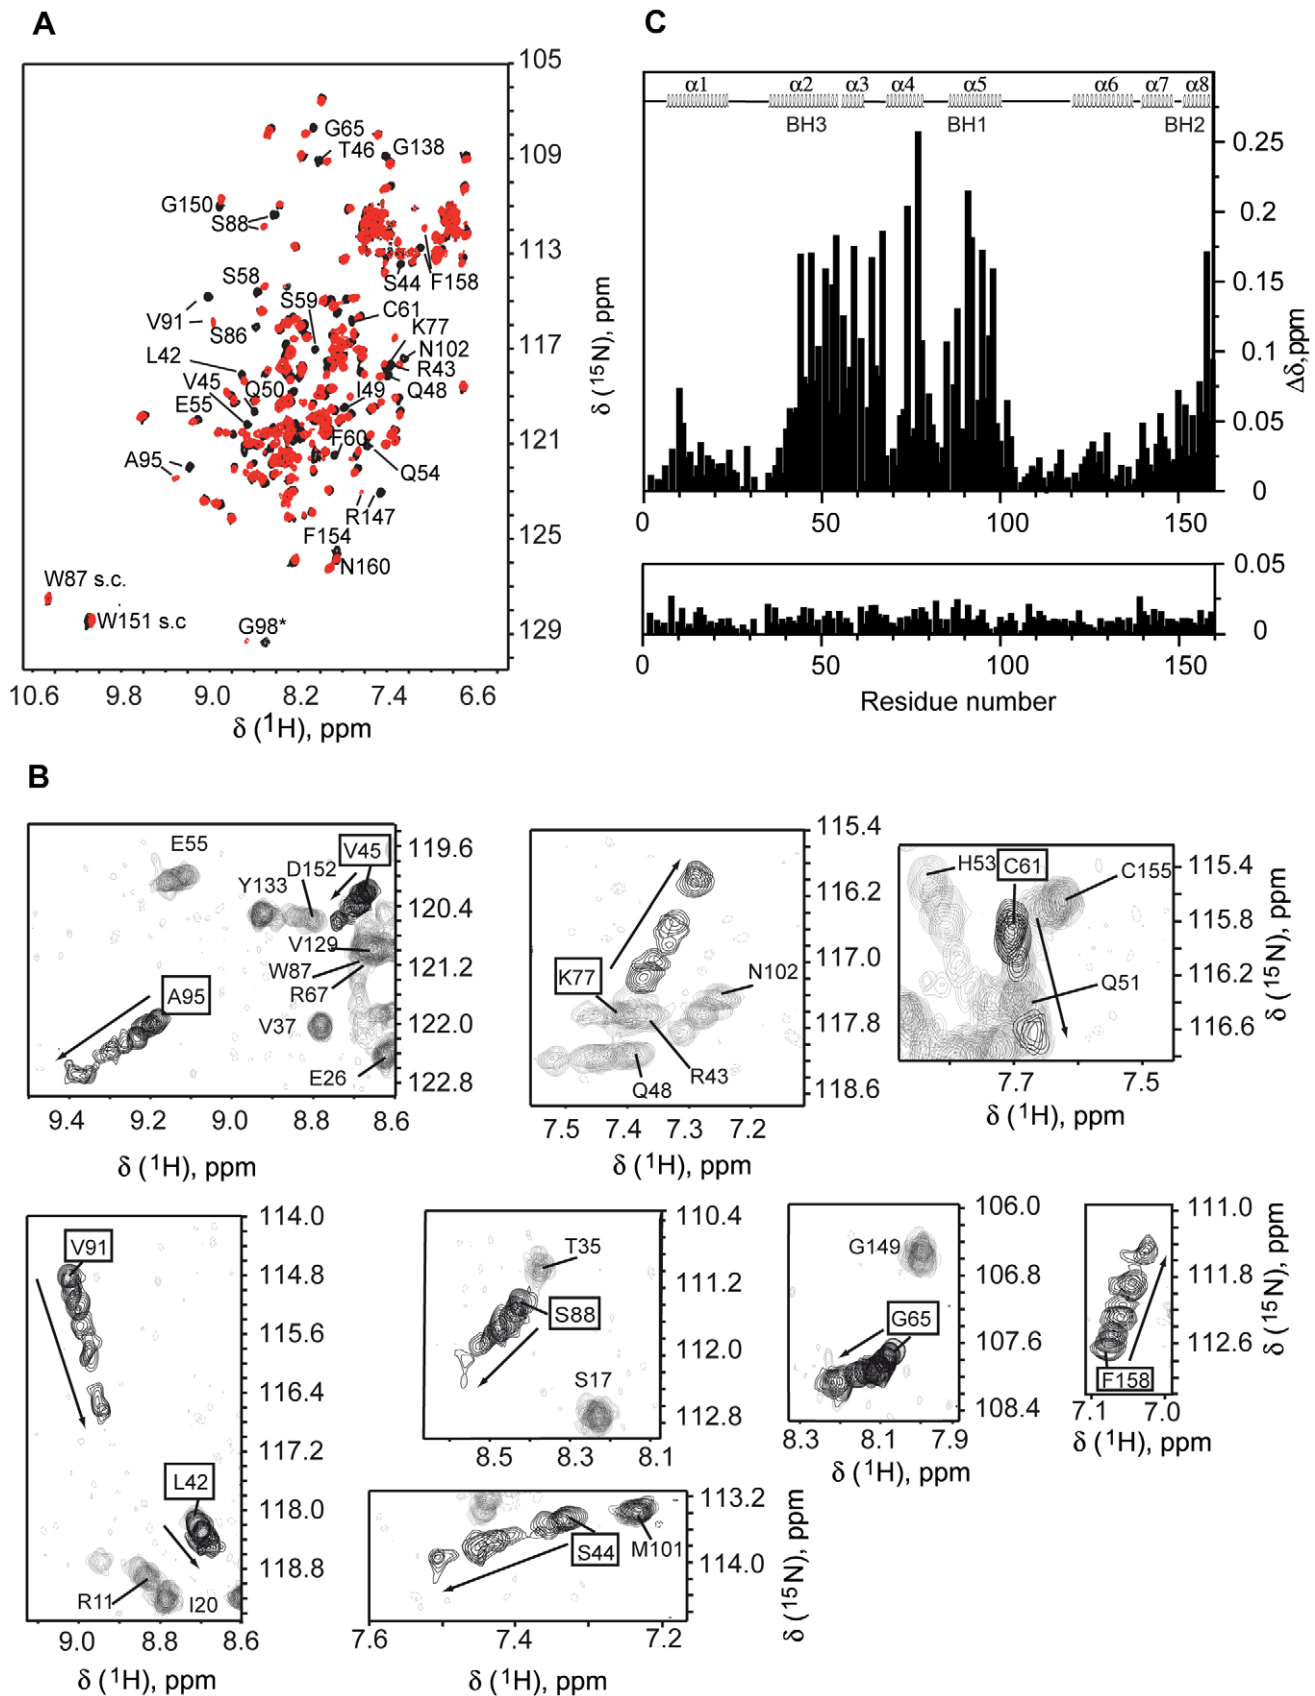 A
105
109
113
117
121
125
129
δ (15N), ppm
G65
T46
G138
G150
S88
S44
F158
S58
S59
C61
V91
S86
K77
N102
R43
Q48
L42
V45
Q50
I49
E55
F60
A95
Q54
R147
F154
N160
W87 s.c.
W151 s.c
G98*
10.6 9.8 9.0 8.2 7.4 6.6
δ (1H), ppm
C
α1 α2 α3 α4 α5 α6 α7 α8
BH3 BH1 BH2
0.25
0.2
0.15
0.1
0.05
0
Δδ,ppm
0 50 100 150
0.05
0
0 50 100 150
Residue number
B
E55
D152
V45
Y133
V129
W87
R67
A95
V37
E26
119.6
120.4
121.2
122.0
122.8
9.4 9.2 9.0 8.8 8.6
δ (1H), ppm
K77
N102
R43
Q48
115.4
116.2
117.0
117.8
118.6
7.5 7.4 7.3 7.2
δ (1H), ppm
H53
C61
C155
Q51
115.4
115.8
116.2
116.6
δ (15N), ppm
7.7 7.5
δ (1H), ppm
V91
L42
R11
I20
114.0
114.8
115.6
116.4
117.2
118.0
118.8
9.0 8.8 8.6
δ (1H), ppm
T35
S88
S17
110.4
111.2
112.0
112.8
8.5 8.3 8.1
G149
G65
106.0
106.8
107.6
108.4
8.3 8.1 7.9
δ (1H), ppm
F158
111.0
111.8
112.6
δ (15N), ppm
7.1 7.0
δ (1H), ppm
S44
M101
113.2
114.0
δ (15N), ppm
7.6 7.4 7.2
δ (1H), ppm